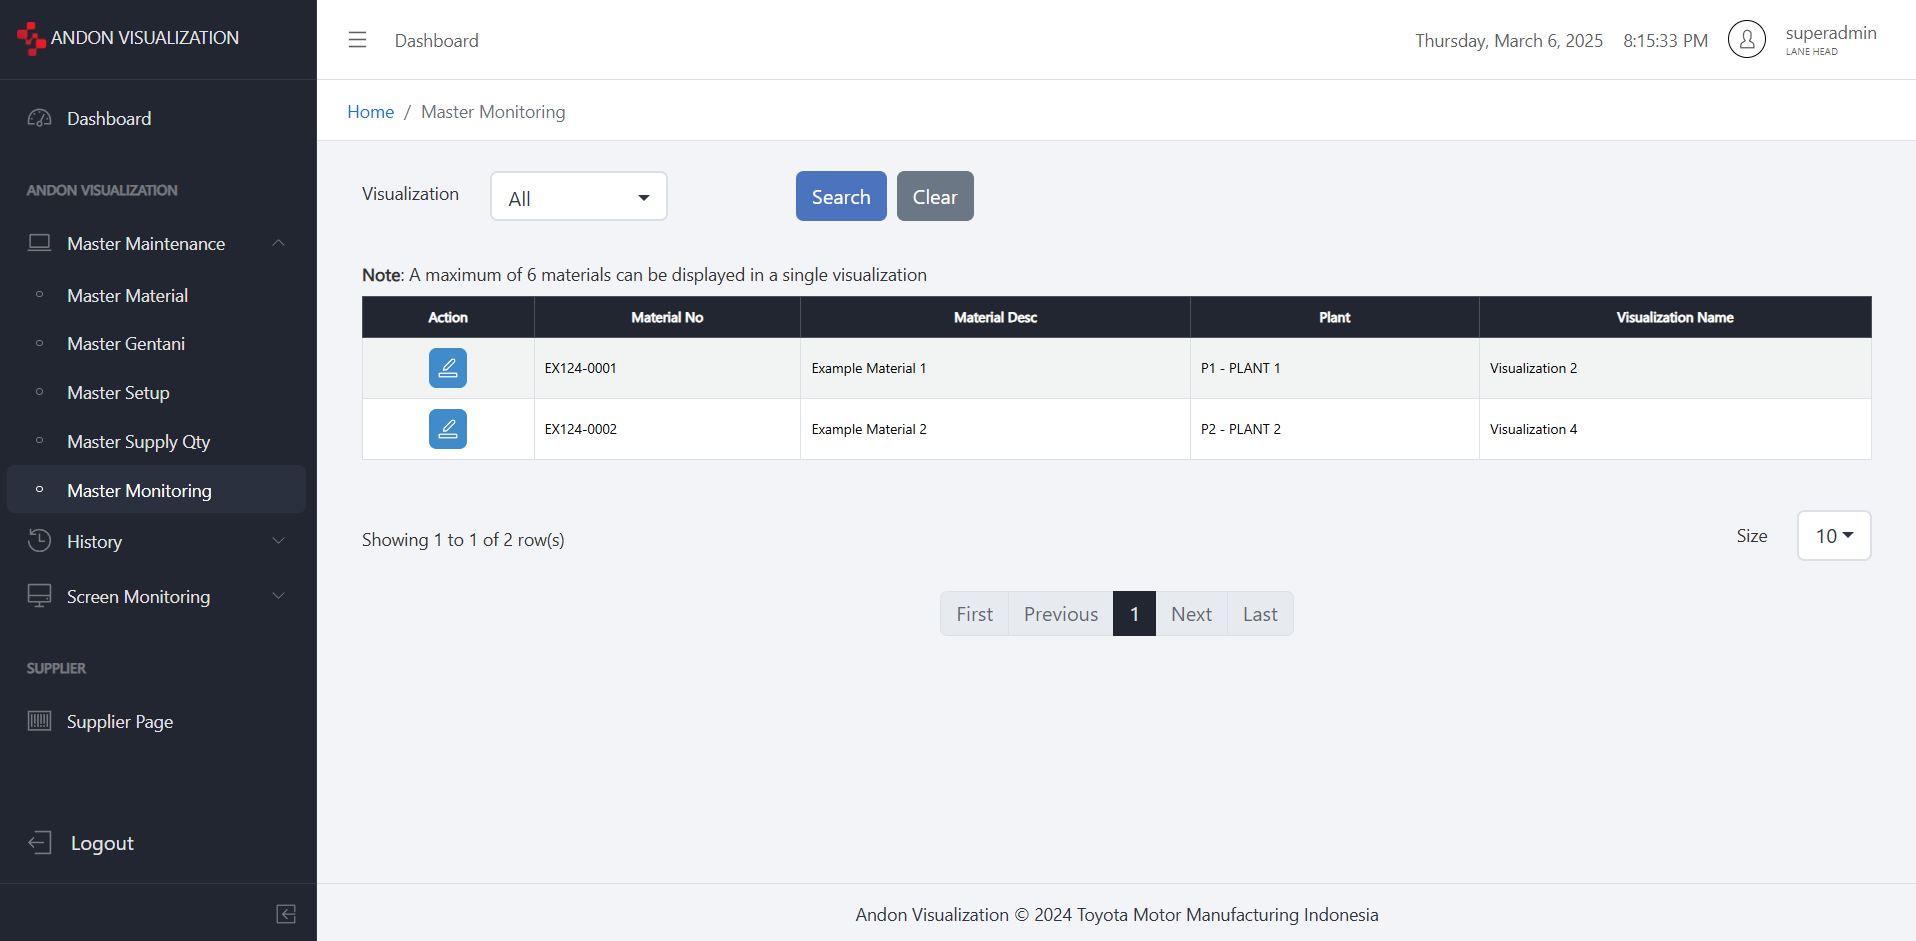 ANDON VISUALIZATION
Dashboard
Thursday, March 6, 2025 8:15:33 PM
superadmin
LANE HEAD
Dashboard
ANDON VISUALIZATION
Master Maintenance
Master Material
Master Gentani
Master Setup
Master Supply Qty
Master Monitoring
History
Screen Monitoring
SUPPLIER
Supplier Page
Logout
Home / Master Monitoring
Visualization All Search Clear
Note: A maximum of 6 materials can be displayed in a single visualization
Action Material No Material Desc Plant Visualization Name
EX124-0001 Example Material 1 P1 - PLANT 1 Visualization 2
EX124-0002 Example Material 2 P2 - PLANT 2 Visualization 4
Showing 1 to 1 of 2 row(s) Size 10
First Previous 1 Next Last
Andon Visualization © 2024 Toyota Motor Manufacturing Indonesia